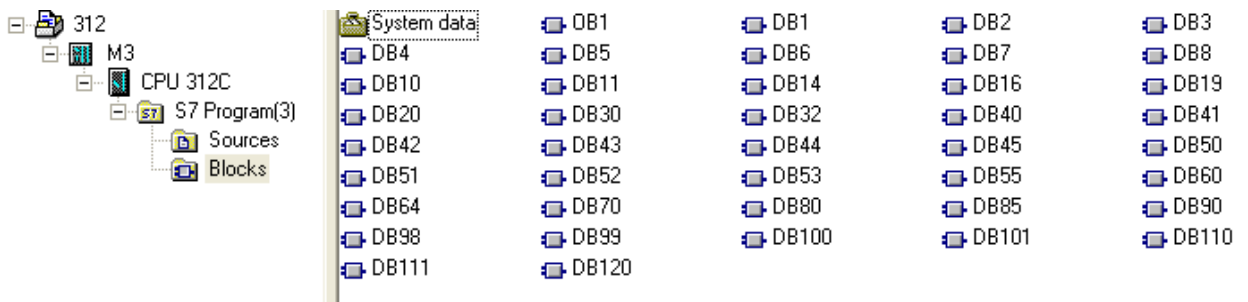 312
M3
CPU 312C
S7 Program(3)
Sources
Blocks
System data OB1 DB1 DB2 DB3
DB4 DB5 DB6 DB7 DB8
DB10 DB11 DB14 DB16 DB19
DB20 DB30 DB32 DB40 DB41
DB42 DB43 DB44 DB45 DB50
DB51 DB52 DB53 DB55 DB60
DB64 DB70 DB80 DB85 DB90
DB98 DB99 DB100 DB101 DB110
DB111 DB120